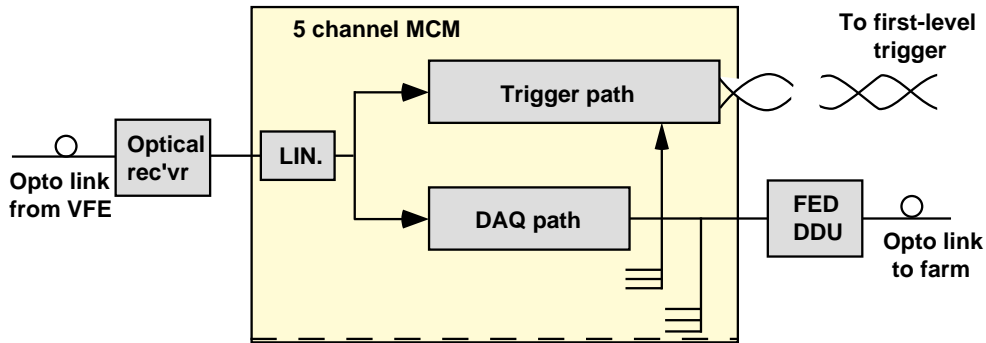 5 channel MCM
To first-level
trigger
Trigger path
Optical
rec'vr
LIN.
Opto link
from VFE
DAQ path
FED
DDU
Opto link
to farm